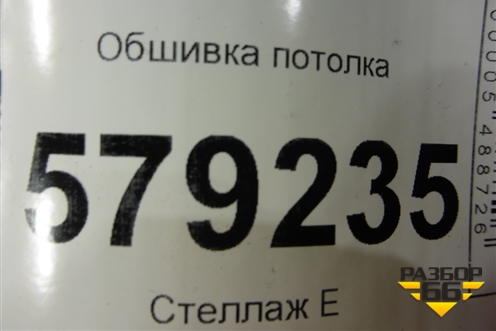 Обшивка потолка
579235
Стеллаж Е
РАЗБОР
66